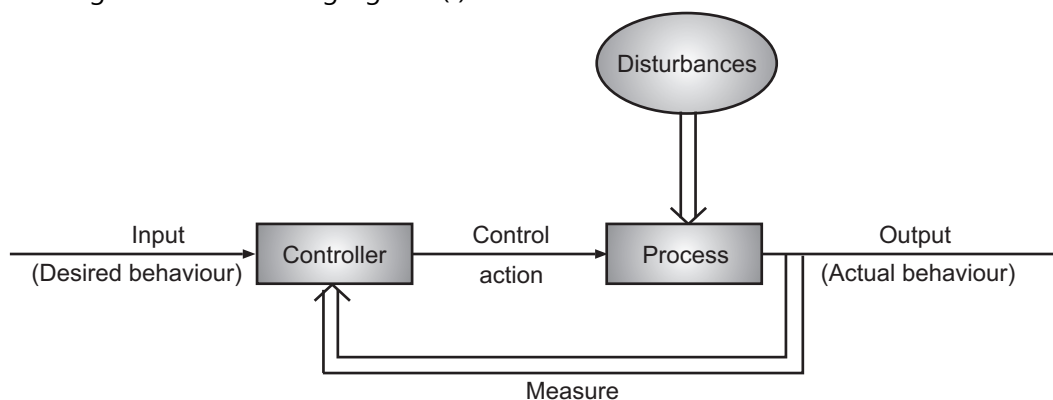 Disturbances
Input
(Desired behaviour)
Controller
Control
action
Process
Output
(Actual behaviour)
Measure